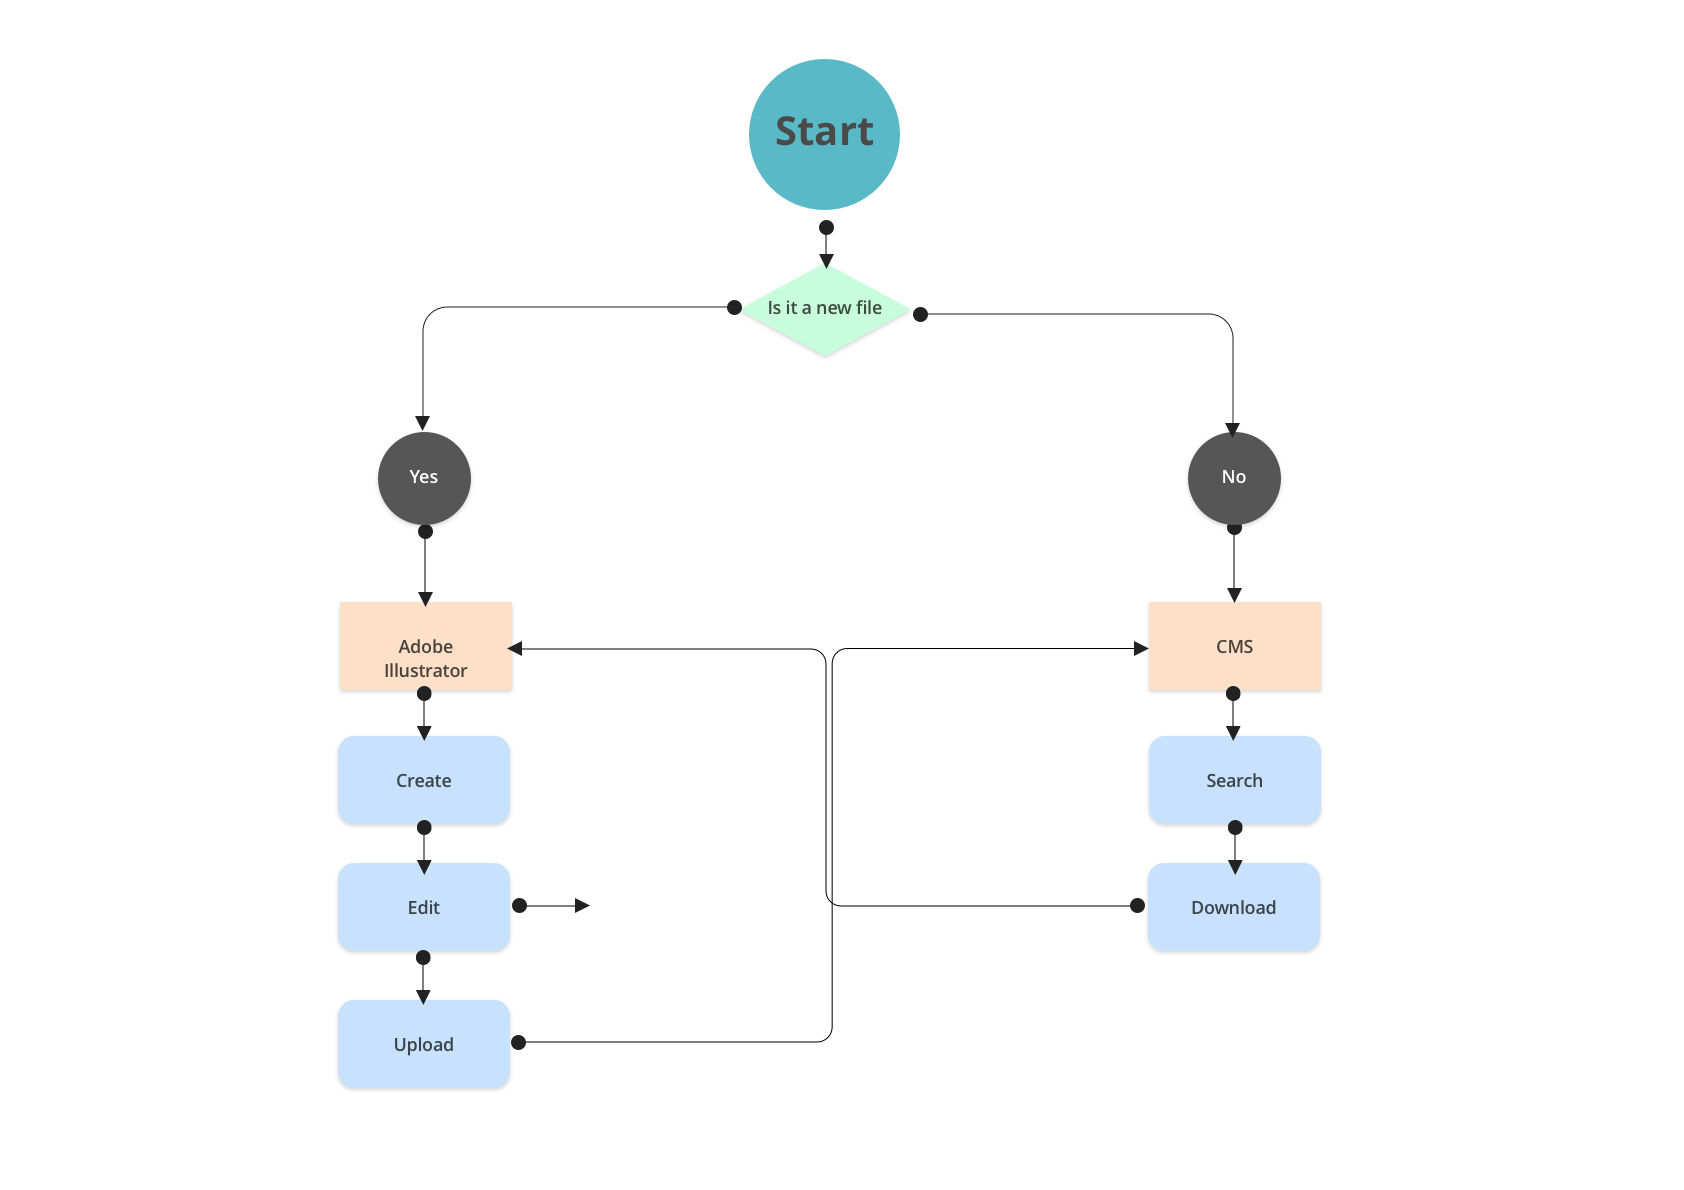 Start
Is it a new file
Yes
No
Adobe
Illustrator
CMS
Create
Search
Edit
Download
Upload